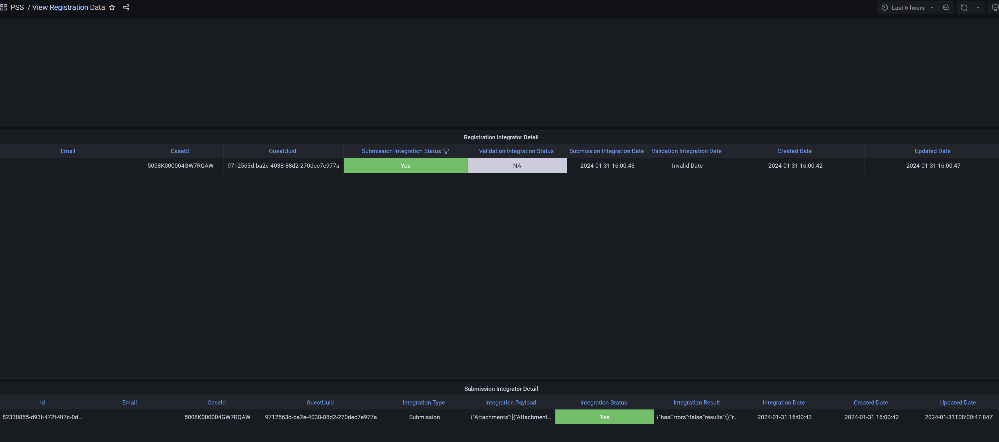 PSS / View Registration Data
Last 6 hours
Registration Integrator Detail
Email CaseId GuestUuid Submission Integration Status Validation Integration Status Submission Integration Date Validation Integration Date Created Date Updated Date
5008K000004GW7RQAW 9712563d-ba2e-4038-88d2-270dec7e977a Yes NA 2024-01-31 16:00:43 Invalid Date 2024-01-31 16:00:42 2024-01-31 16:00:47
Submission Integrator Detail
Id Email CaseId GuestUuid Integration Type Integration Payload Integration Status Integration Result Integration Date Created Date Updated Date
82330855-d93f-472f-9f7c-0d... 5008K000004GW7RQAW 9712563d-ba2e-4038-88d2-270dec7e977a Submission {"Attachments":[{"Attachment... Yes {"hasErrors":false,"results":[{"r... 2024-01-31 16:00:43 2024-01-31 16:00:42 2024-01-31T08:00:47.84Z